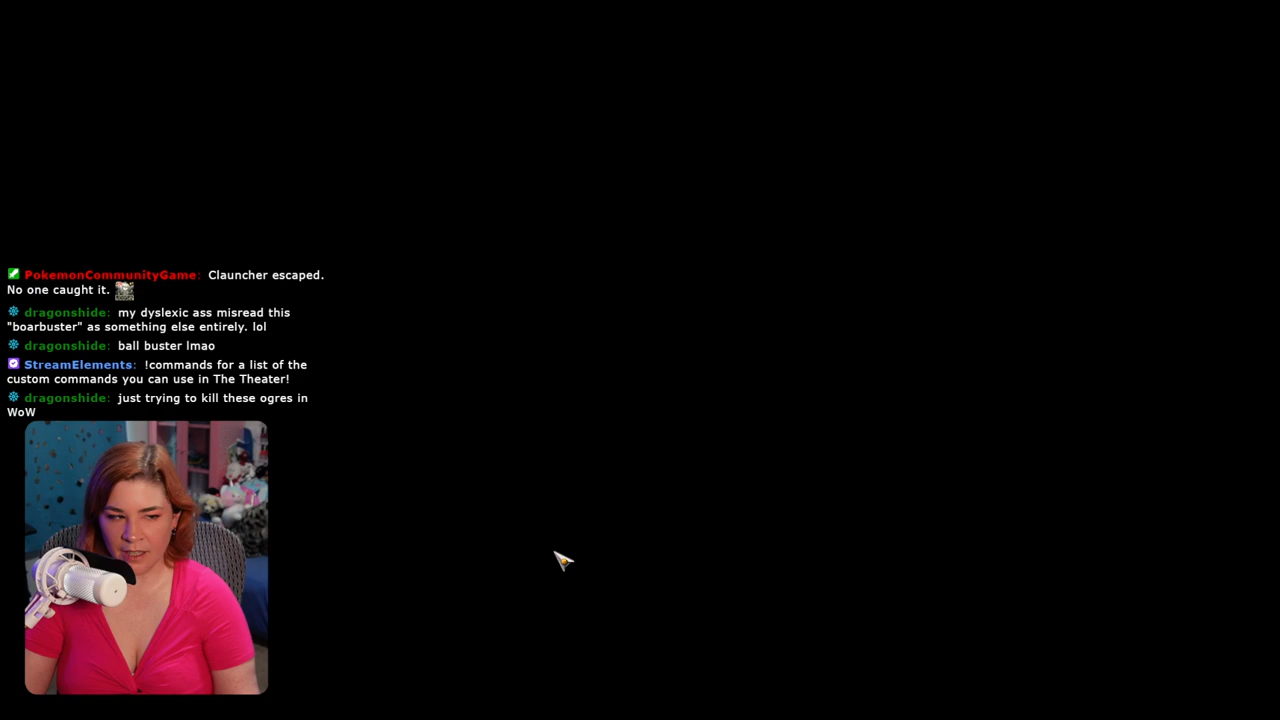 PokemonCommunityGame: Clauncher escaped.
No one caught it.
dragonshide: my dyslexic ass misread this
"boarbuster" as something else entirely. lol
dragonshide: ball buster lmao
StreamElements: !commands for a list of the
custom commands you can use in The Theater!
dragonshide: just trying to kill these ogres in
WoW